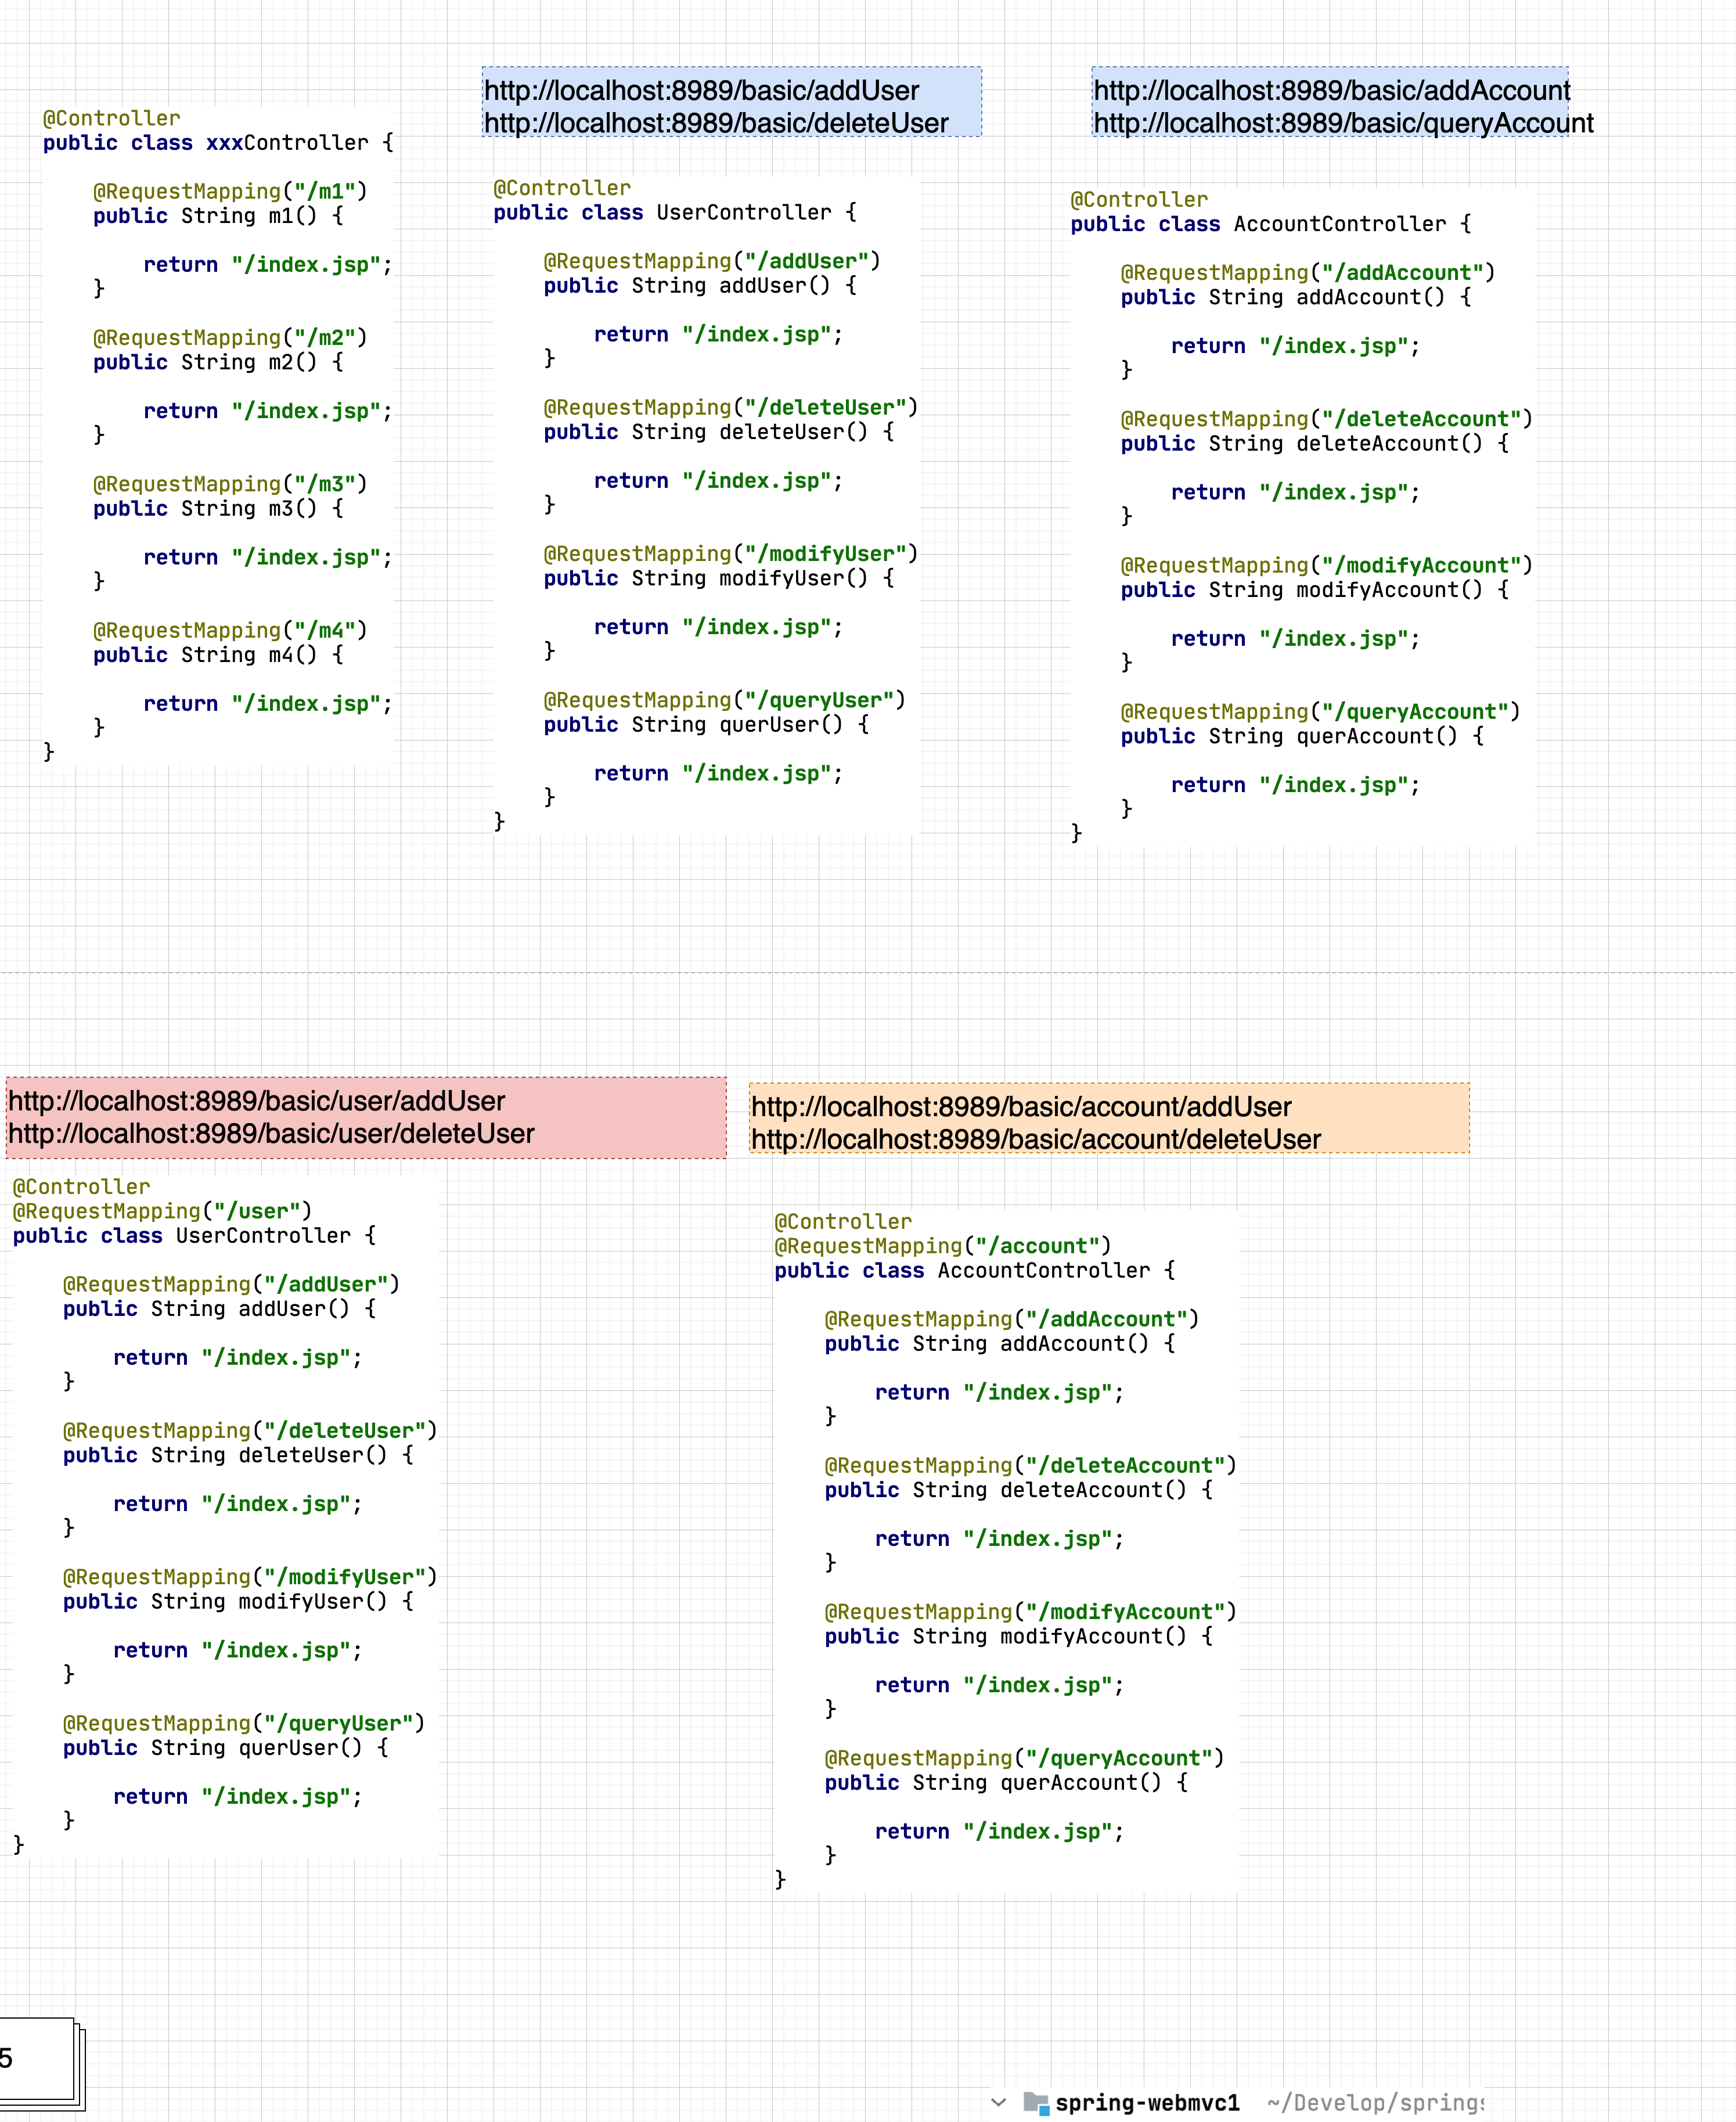 @Controller
public class xxxController {
@RequestMapping("/m1")
public String m1() {
return "/index.jsp";
}
@RequestMapping("/m2")
public String m2() {
return "/index.jsp";
}
@RequestMapping("/m3")
public String m3() {
return "/index.jsp";
}
@RequestMapping("/m4")
public String m4() {
return "/index.jsp";
}
}
http://localhost:8989/basic/addUser
http://localhost:8989/basic/deleteUser
@Controller
public class UserController {
@RequestMapping("/addUser")
public String addUser() {
return "/index.jsp";
}
@RequestMapping("/deleteUser")
public String deleteUser() {
return "/index.jsp";
}
@RequestMapping("/modifyUser")
public String modifyUser() {
return "/index.jsp";
}
@RequestMapping("/queryUser")
public String querUser() {
return "/index.jsp";
}
}
http://localhost:8989/basic/addAccount
http://localhost:8989/basic/queryAccount
@Controller
public class AccountController {
@RequestMapping("/addAccount")
public String addAccount() {
return "/index.jsp";
}
@RequestMapping("/deleteAccount")
public String deleteAccount() {
return "/index.jsp";
}
@RequestMapping("/modifyAccount")
public String modifyAccount() {
return "/index.jsp";
}
@RequestMapping("/queryAccount")
public String querAccount() {
return "/index.jsp";
}
}
http://localhost:8989/basic/user/addUser
http://localhost:8989/basic/user/deleteUser
@Controller
@RequestMapping("/user")
public class UserController {
@RequestMapping("/addUser")
public String addUser() {
return "/index.jsp";
}
@RequestMapping("/deleteUser")
public String deleteUser() {
return "/index.jsp";
}
@RequestMapping("/modifyUser")
public String modifyUser() {
return "/index.jsp";
}
@RequestMapping("/queryUser")
public String querUser() {
return "/index.jsp";
}
}
http://localhost:8989/basic/account/addUser
http://localhost:8989/basic/account/deleteUser
@Controller
@RequestMapping("/account")
public class AccountController {
@RequestMapping("/addAccount")
public String addAccount() {
return "/index.jsp";
}
@RequestMapping("/deleteAccount")
public String deleteAccount() {
return "/index.jsp";
}
@RequestMapping("/modifyAccount")
public String modifyAccount() {
return "/index.jsp";
}
@RequestMapping("/queryAccount")
public String querAccount() {
return "/index.jsp";
}
}
5
spring-webmvc1 ~/Develop/springs